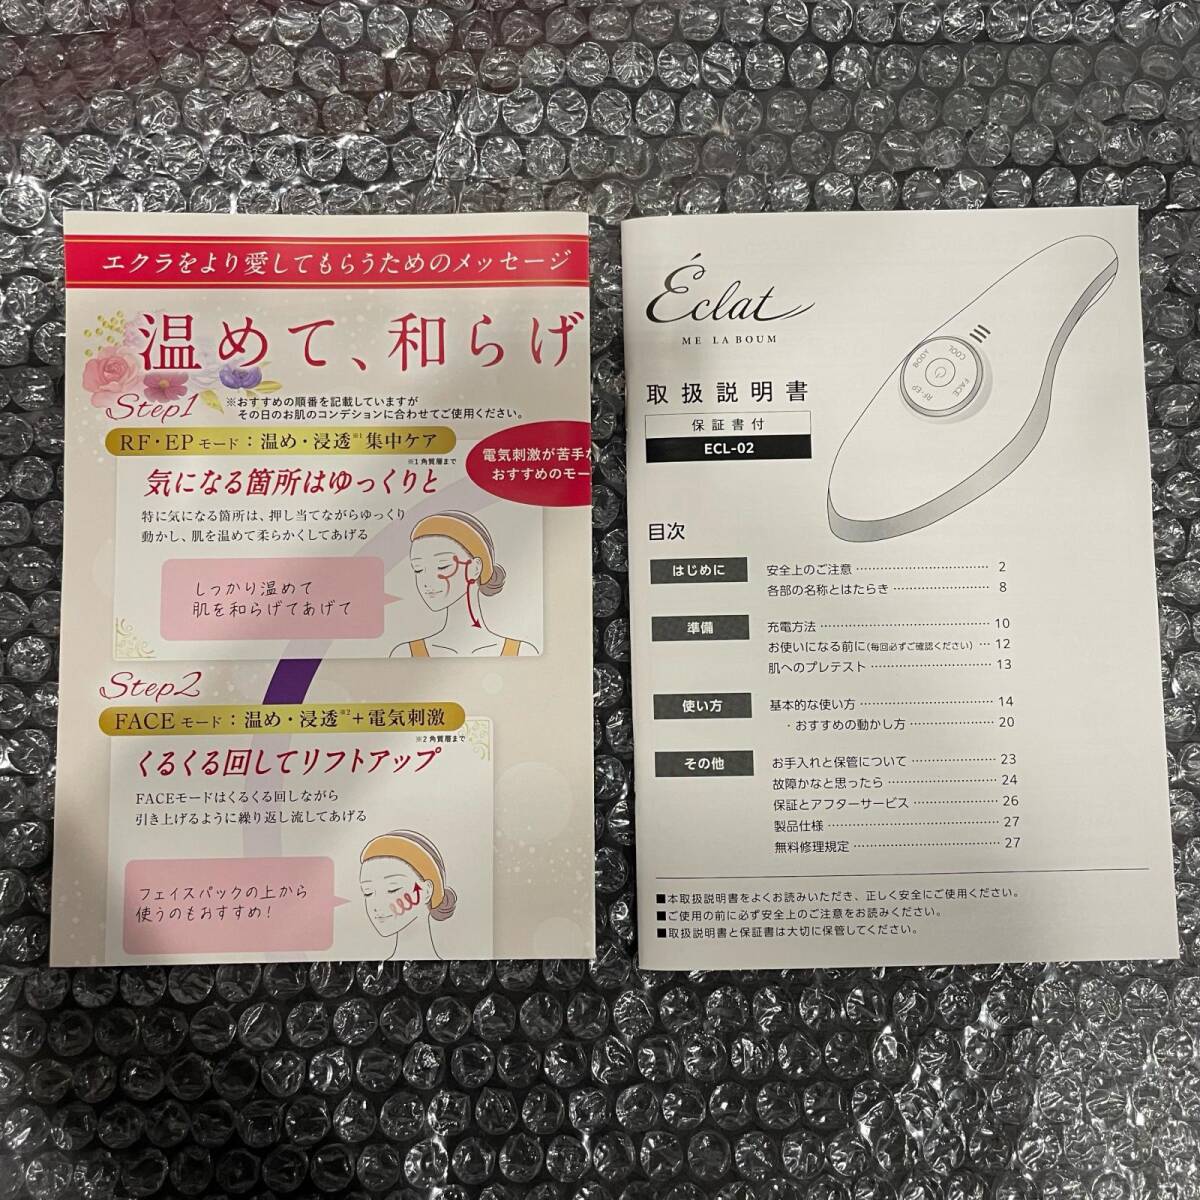 エクラをより愛してもらうためのメッセージ
温めて、和らげ
Step1
※おすすめの順番を記載していますが
その日のお肌のコンデションに合わせてご使用ください。
RF・EP モード：温め・浸透※1集中ケア
※1 角質層まで
電気刺激が苦手な
おすすめのモー
気になる箇所はゆっくりと
特に気になる箇所は、押し当てながらゆっくり
動かし、肌を温めて柔らかくしてあげる
しっかり温めて
肌を和らげてあげて
Step2
FACE モード：温め・浸透※2＋電気刺激
※2 角質層まで
くるくる回してリフトアップ
FACEモードはくるくる回しながら
引き上げるように繰り返し流してあげる
フェイスパックの上から
使うのもおすすめ！
Éclat
ME LA BOUM
取扱説明書
保証書付
ECL-02
BODY
COOL
RF・EP
FACE
目次
はじめに
安全上のご注意 2
各部の名称とはたらき 8
準備
充電方法 10
お使いになる前に(毎回必ずご確認ください) 12
肌へのプレテスト 13
使い方
基本的な使い方 14
・おすすめの動かし方 20
その他
お手入れと保管について 23
故障かなと思ったら 24
保証とアフターサービス 26
製品仕様 27
無料修理規定 27
■本取扱説明書をよくお読みいただき、正しく安全にご使用ください。
■ご使用の前に必ず安全上のご注意をお読みください。
■取扱説明書と保証書は大切に保管してください。